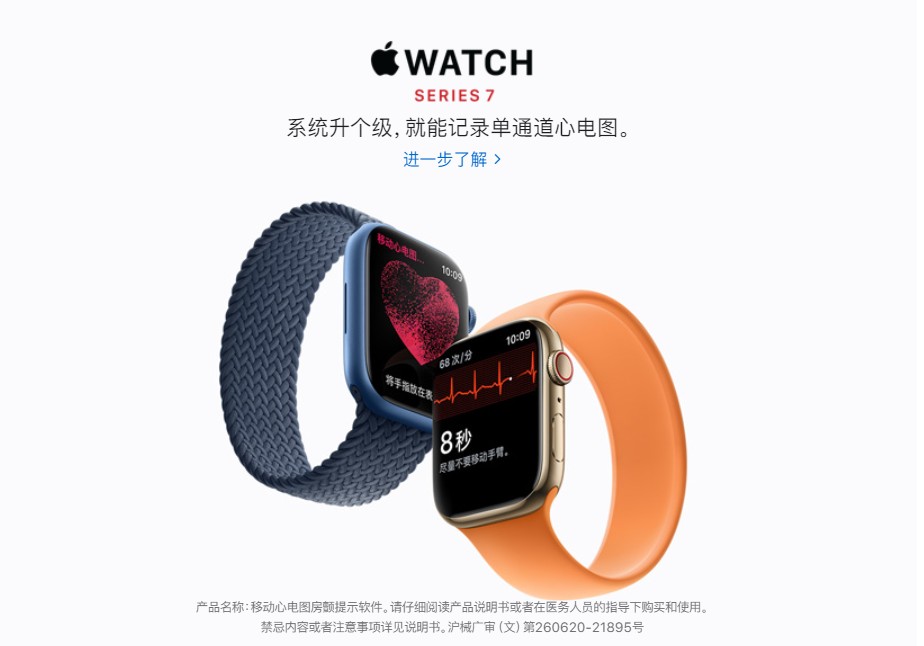 WATCH
SERIES 7
系统升个级，就能记录单通道心电图。
进一步了解 >
移动心电图...
10:09
将手指放在表
10:09
68 次/分
8秒
尽量不要移动手臂。
产品名称：移动心电图房颤提示软件。请仔细阅读产品说明书或者在医务人员的指导下购买和使用。
禁忌内容或者注意事项详见说明书。沪械广审（文）第260620-21895号